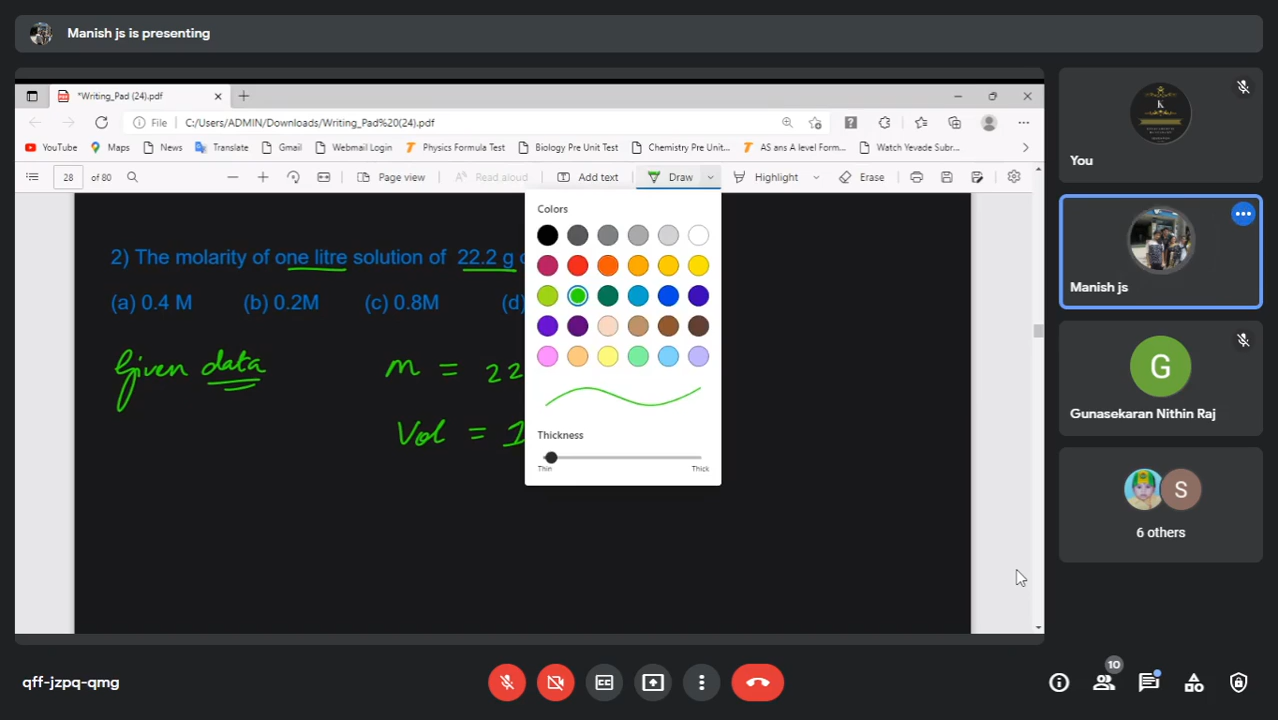 Manish js is presenting
*Writing_Pad (24).pdf
File C:/Users/ADMIN/Downloads/Writing_Pad%20(24).pdf
YouTube Maps News Translate Gmail Webmail Login Physics Formula Test Biology Pre Unit Test Chemistry Pre Unit... AS ans A level Form... Watch Yevade Subr...
28 of 80 Page view Read aloud Add text Draw Highlight Erase
Colors
2) The molarity of one litre solution of 22.2 g
(a) 0.4 M (b) 0.2M (c) 0.8M (d)
Given data m = 22
Vol = 1
Thickness
Thin Thick
You
Manish js
G
Gunasekaran Nithin Raj
S
6 others
qff-jzpq-qmg
CC
10